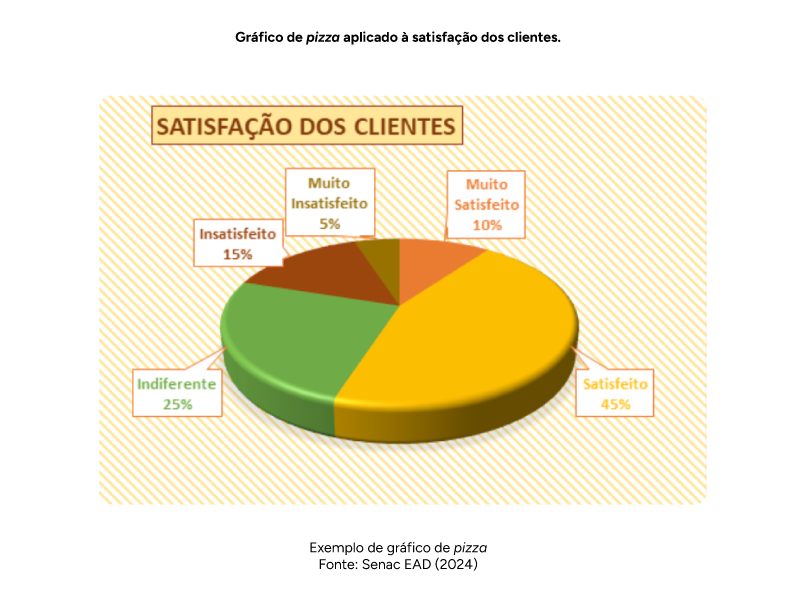 Gráfico de pizza aplicado à satisfação dos clientes.
SATISFAÇÃO DOS CLIENTES
Muito
Insatisfeito
5%
Muito
Satisfeito
10%
Insatisfeito
15%
Indiferente
25%
Satisfeito
45%
Exemplo de gráfico de pizza
Fonte: Senac EAD (2024)